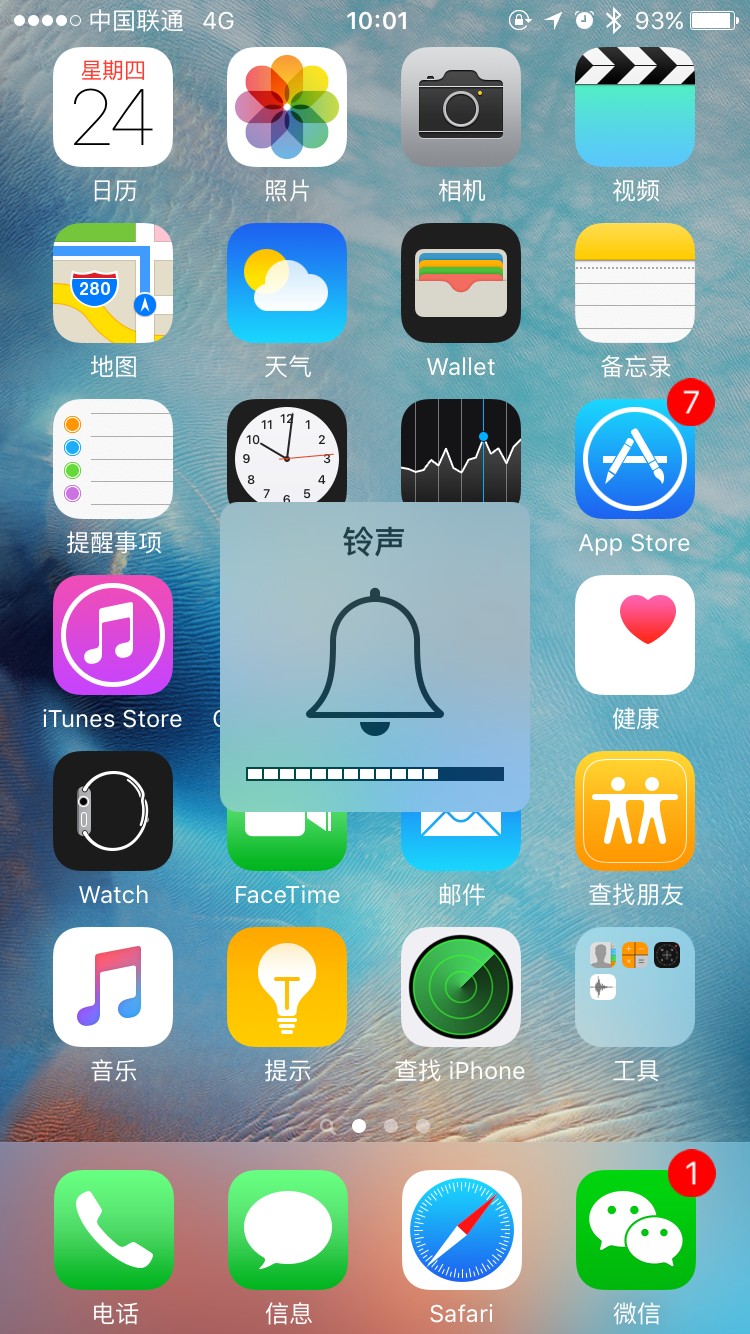 中国联通 4G 10:01 93%
星期四
24
日历 照片 相机 视频
280
地图 天气 Wallet 备忘录
7
12 1 2 3 4 5 6 7 8 9 10 11
提醒事项 App Store
铃声
iTunes Store 健康
Watch FaceTime 邮件 查找朋友
音乐 提示 查找 iPhone 工具
1
电话 信息 Safari 微信